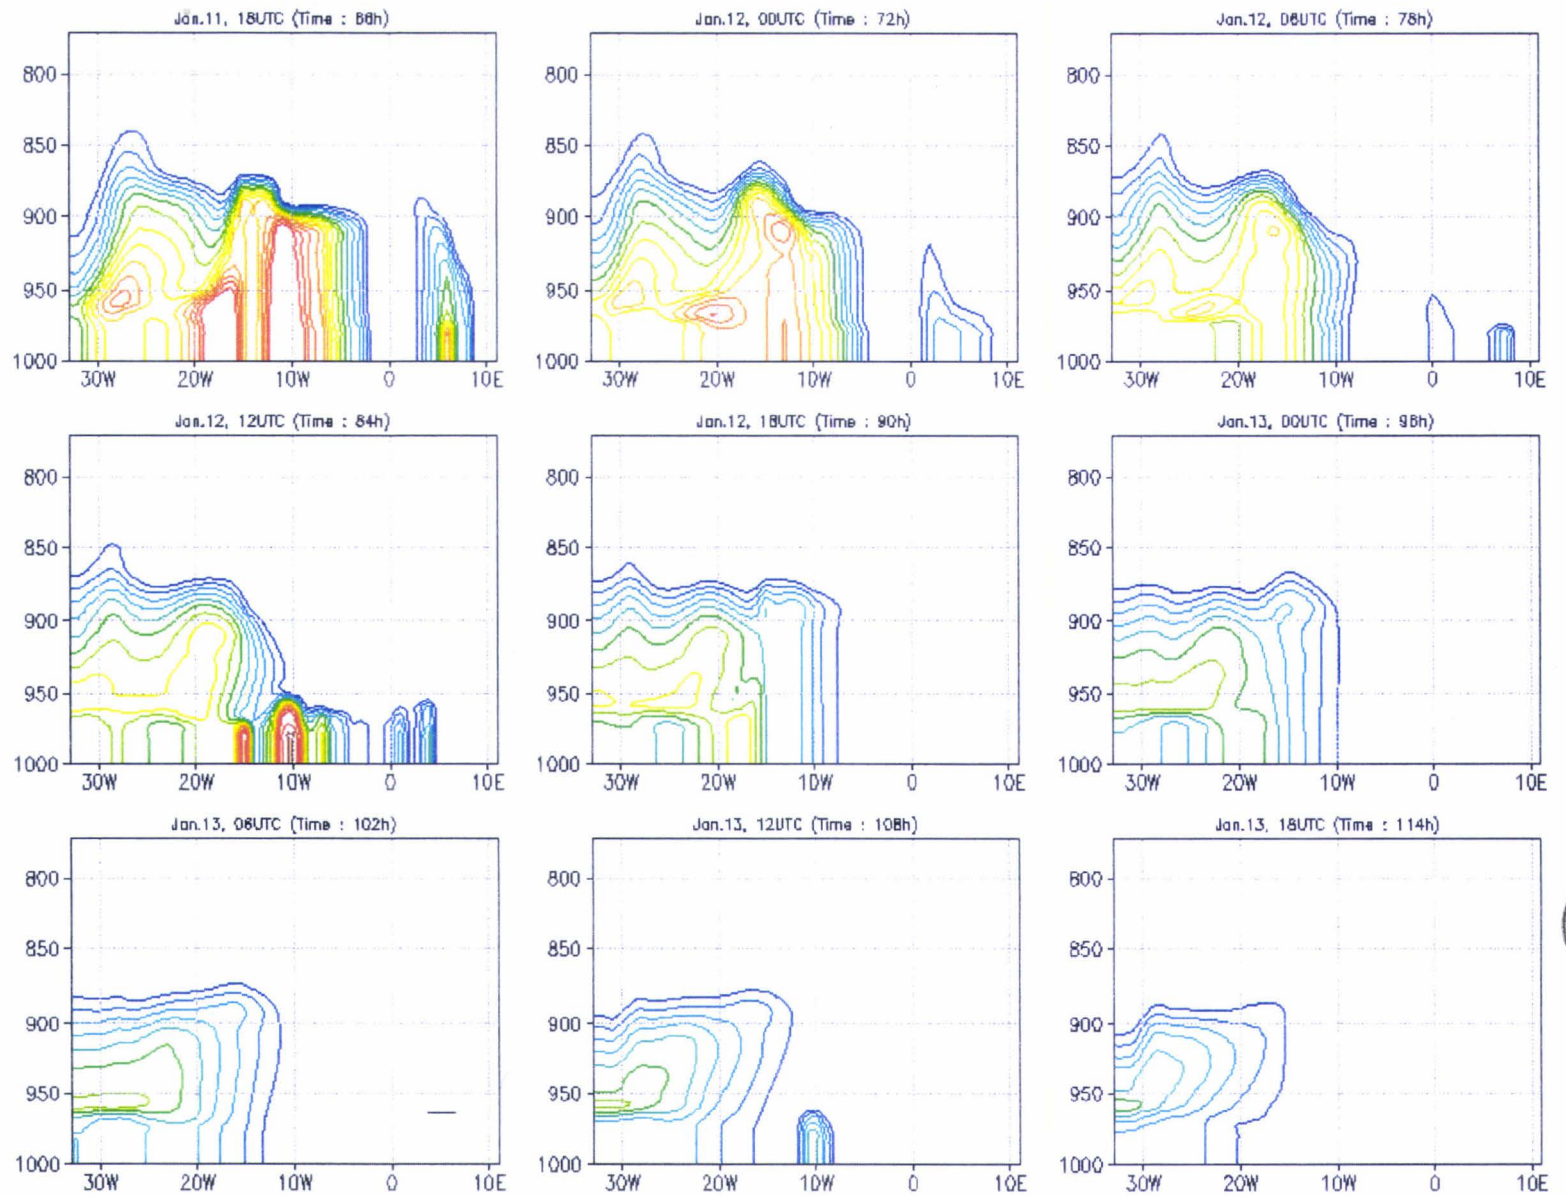 Jan.11, 18UTC (Time : 66h)
800
850
900
950
1000
30W 20W 10W 0 10E
Jan.12, 00UTC (Time : 72h)
800
850
900
950
1000
30W 20W 10W 0 10E
Jan.12, 06UTC (Time : 78h)
800
850
900
950
1000
30W 20W 10W 0 10E
Jan.12, 12UTC (Time : 84h)
800
850
900
950
1000
30W 20W 10W 0 10E
Jan.12, 18UTC (Time : 90h)
800
850
900
950
1000
30W 20W 10W 0 10E
Jan.13, 00UTC (Time : 96h)
800
850
900
950
1000
30W 20W 10W 0 10E
Jan.13, 06UTC (Time : 102h)
800
850
900
950
1000
30W 20W 10W 0 10E
Jan.13, 12UTC (Time : 108h)
800
850
900
950
1000
30W 20W 10W 0 10E
Jan.13, 18UTC (Time : 114h)
800
850
900
950
1000
30W 20W 10W 0 10E